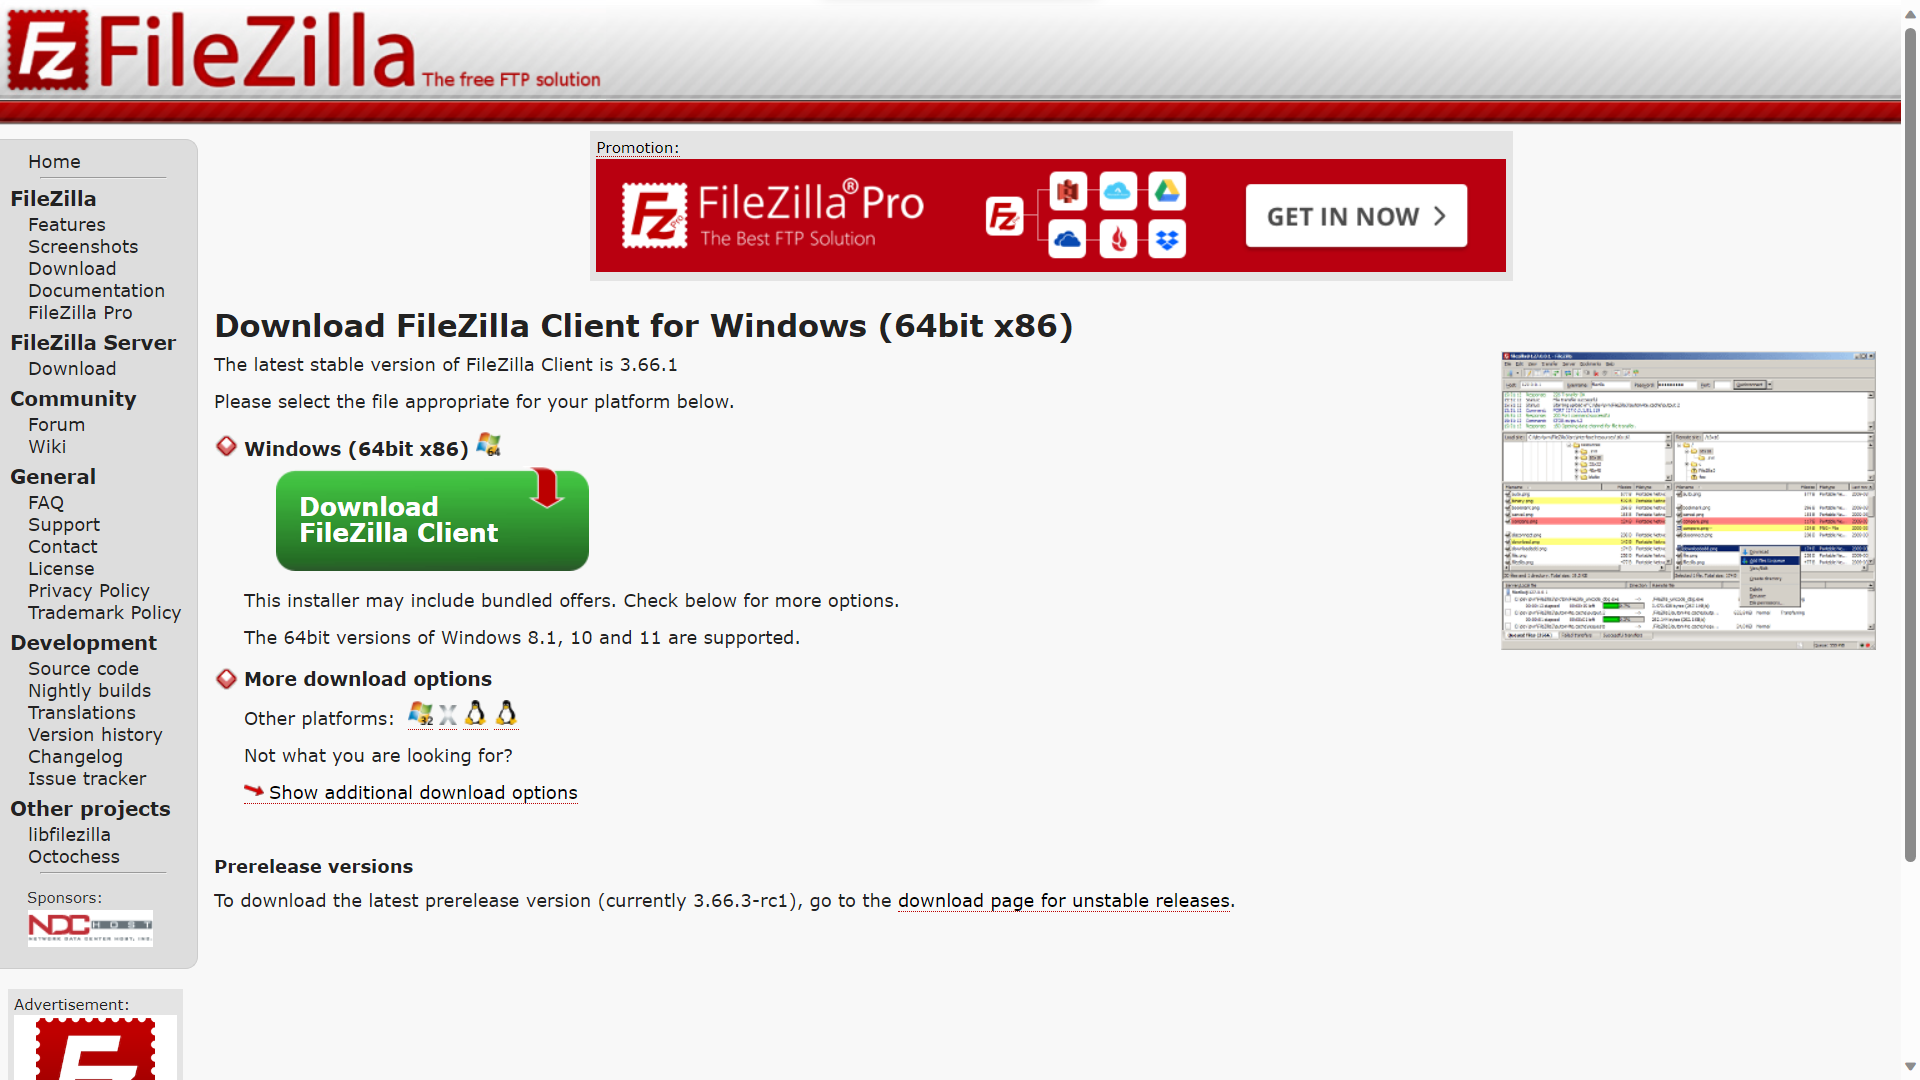 FileZilla The free FTP solution
Home
FileZilla
Features
Screenshots
Download
Documentation
FileZilla Pro
FileZilla Server
Download
Community
Forum
Wiki
General
FAQ
Support
Contact
License
Privacy Policy
Trademark Policy
Development
Source code
Nightly builds
Translations
Version history
Changelog
Issue tracker
Other projects
libfilezilla
Octochess
Sponsors:
NDC HOST
NETWORK DATA CENTER HOST, INC.
Advertisement:
Promotion:
FileZilla® Pro
The Best FTP Solution
GET IN NOW
Download FileZilla Client for Windows (64bit x86)
The latest stable version of FileZilla Client is 3.66.1
Please select the file appropriate for your platform below.
Windows (64bit x86) 64
Download
FileZilla Client
This installer may include bundled offers. Check below for more options.
The 64bit versions of Windows 8.1, 10 and 11 are supported.
More download options
Other platforms: 32
Not what you are looking for?
Show additional download options
Prerelease versions
To download the latest prerelease version (currently 3.66.3-rc1), go to the download page for unstable releases.